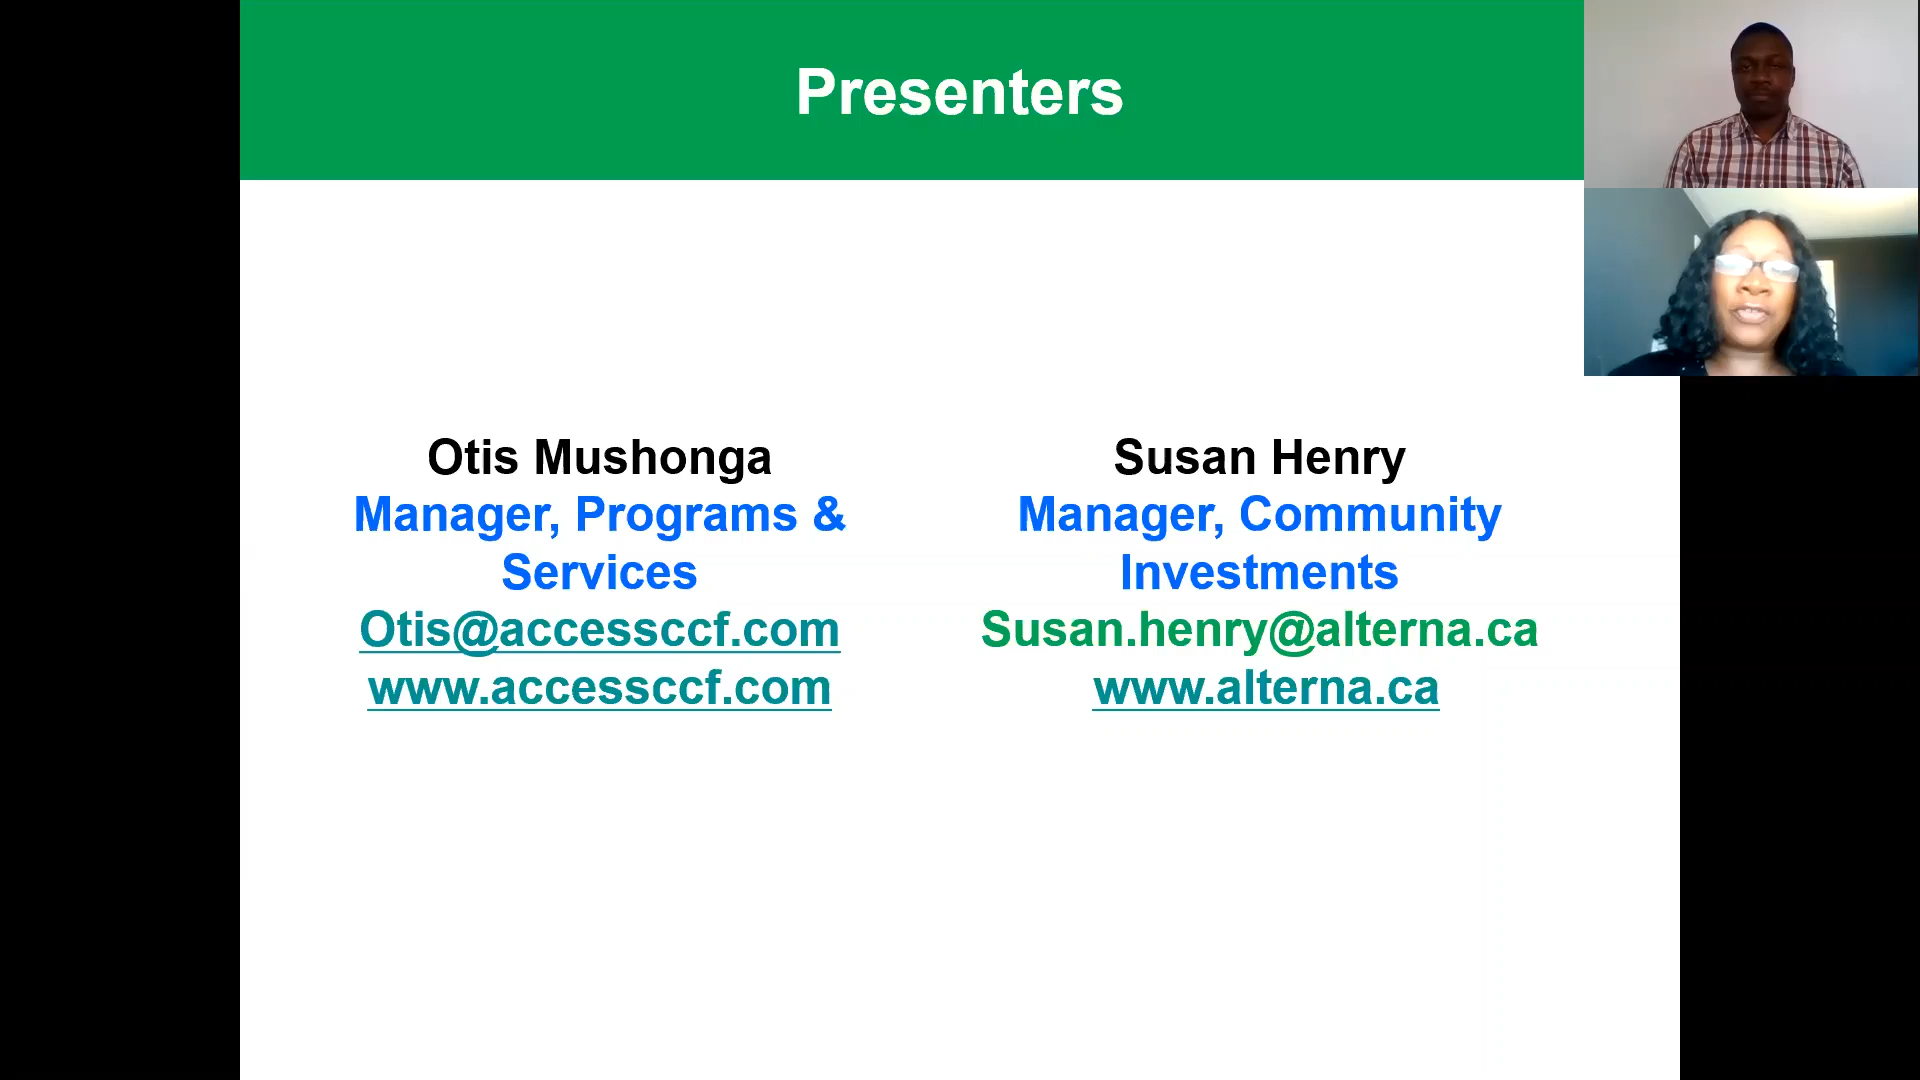 Presenters
Otis Mushonga
Manager, Programs &
Services
Otis@accessccf.com
www.accessccf.com
Susan Henry
Manager, Community
Investments
Susan.henry@alterna.ca
www.alterna.ca